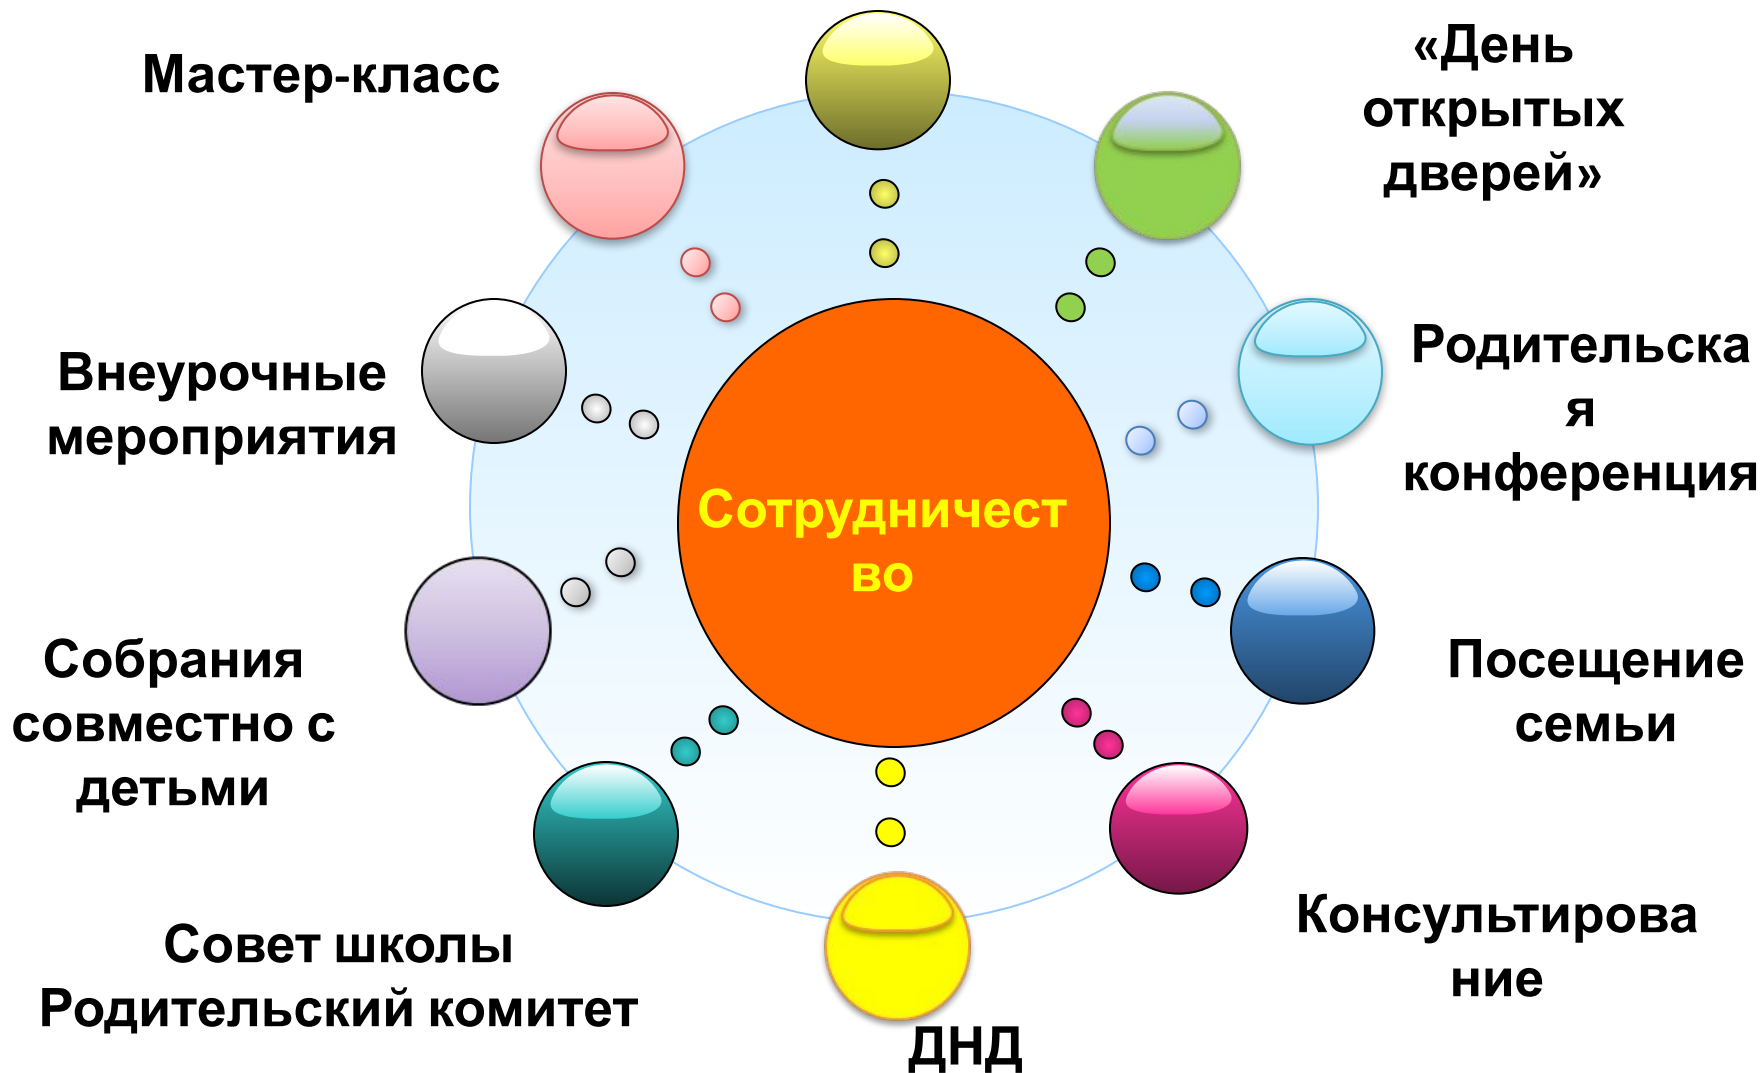 Мастер-класс
«День
открытых
дверей»
Внеурочные
мероприятия
Родительска
я
конференция
Сотрудничест
во
Собрания
совместно с
детьми
Посещение
семьи
Совет школы
Родительский комитет
Консультирова
ние
ДНД